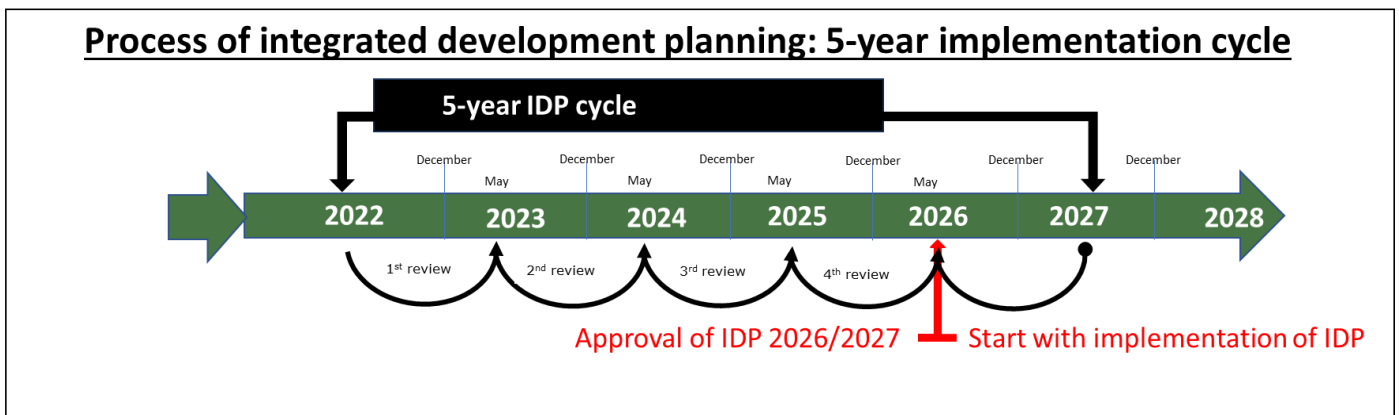 Process of integrated development planning: 5-year implementation cycle
5-year IDP cycle
December December December December December December
May May May May
2022 2023 2024 2025 2026 2027 2028
1st review 2nd review 3rd review 4th review
Approval of IDP 2026/2027 Start with implementation of IDP